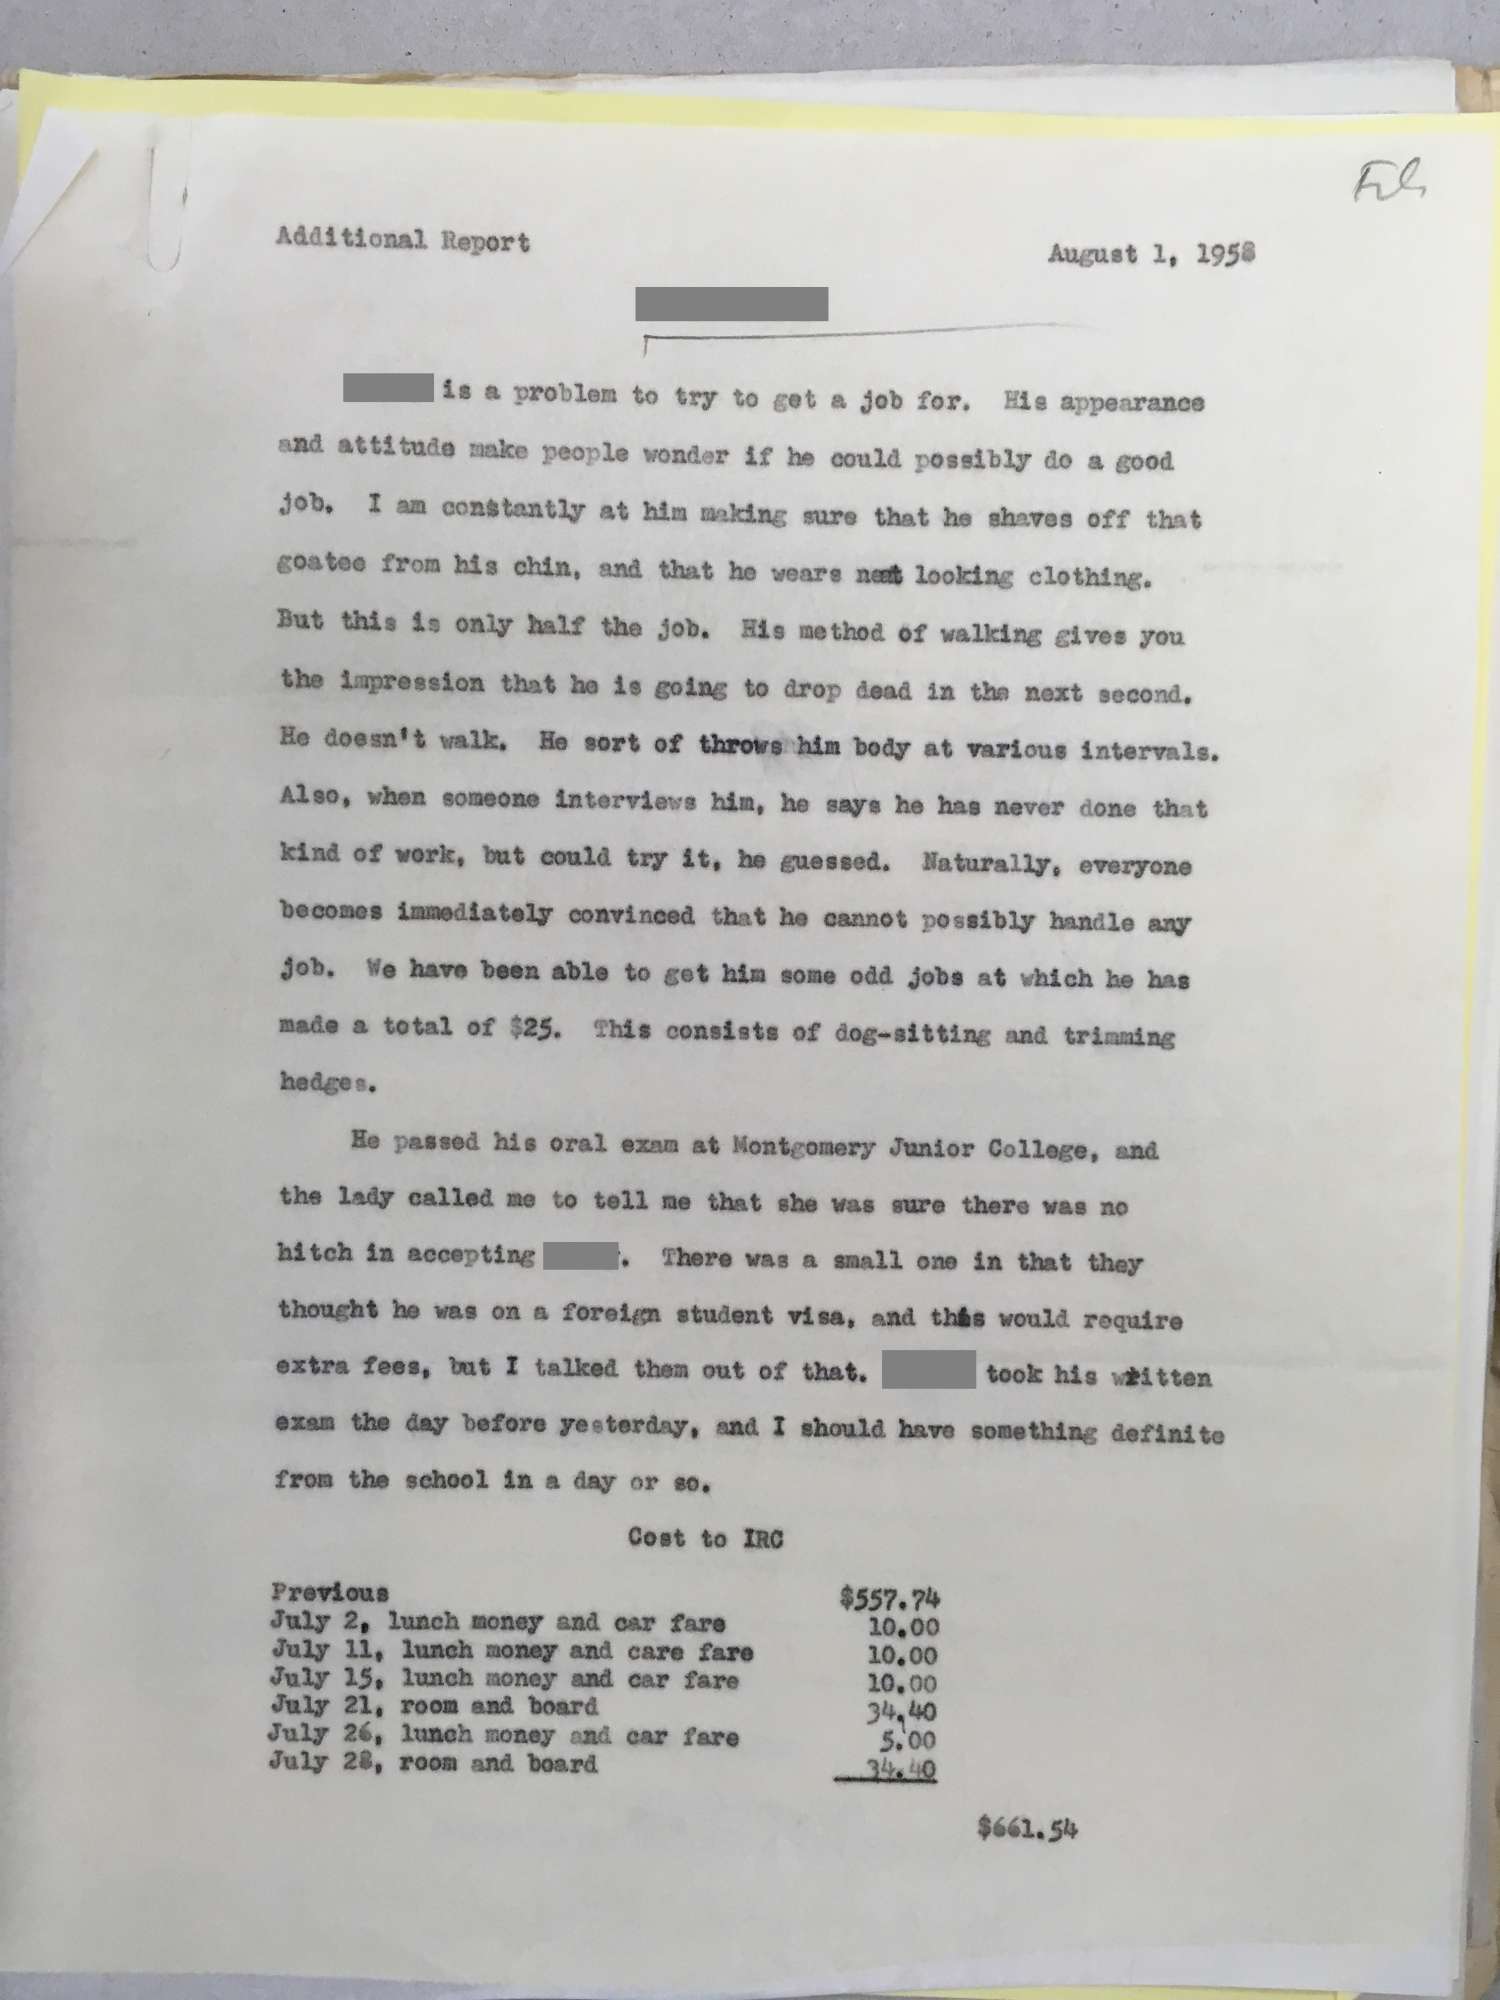 File
Additional Report
August 1, 1958
is a problem to try to get a job for. His appearance
and attitude make people wonder if he could possibly do a good
job. I am constantly at him making sure that he shaves off that
goatee from his chin, and that he wears neat looking clothing.
But this is only half the job. His method of walking gives you
the impression that he is going to drop dead in the next second.
He doesn't walk. He sort of throws him body at various intervals.
Also, when someone interviews him, he says he has never done that
kind of work, but could try it, he guessed. Naturally, everyone
becomes immediately convinced that he cannot possibly handle any
job. We have been able to get him some odd jobs at which he has
made a total of $25. This consists of dog-sitting and trimming
hedges.
He passed his oral exam at Montgomery Junior College, and
the lady called me to tell me that she was sure there was no
hitch in accepting . There was a small one in that they
thought he was on a foreign student visa, and this would require
extra fees, but I talked them out of that. took his written
exam the day before yesterday, and I should have something definite
from the school in a day or so.
Cost to IRC
Previous $557.74
July 2, lunch money and car fare 10.00
July 11, lunch money and care fare 10.00
July 15, lunch money and car fare 10.00
July 21, room and board 34.40
July 26, lunch money and car fare 5.00
July 28, room and board 34.40
$661.54